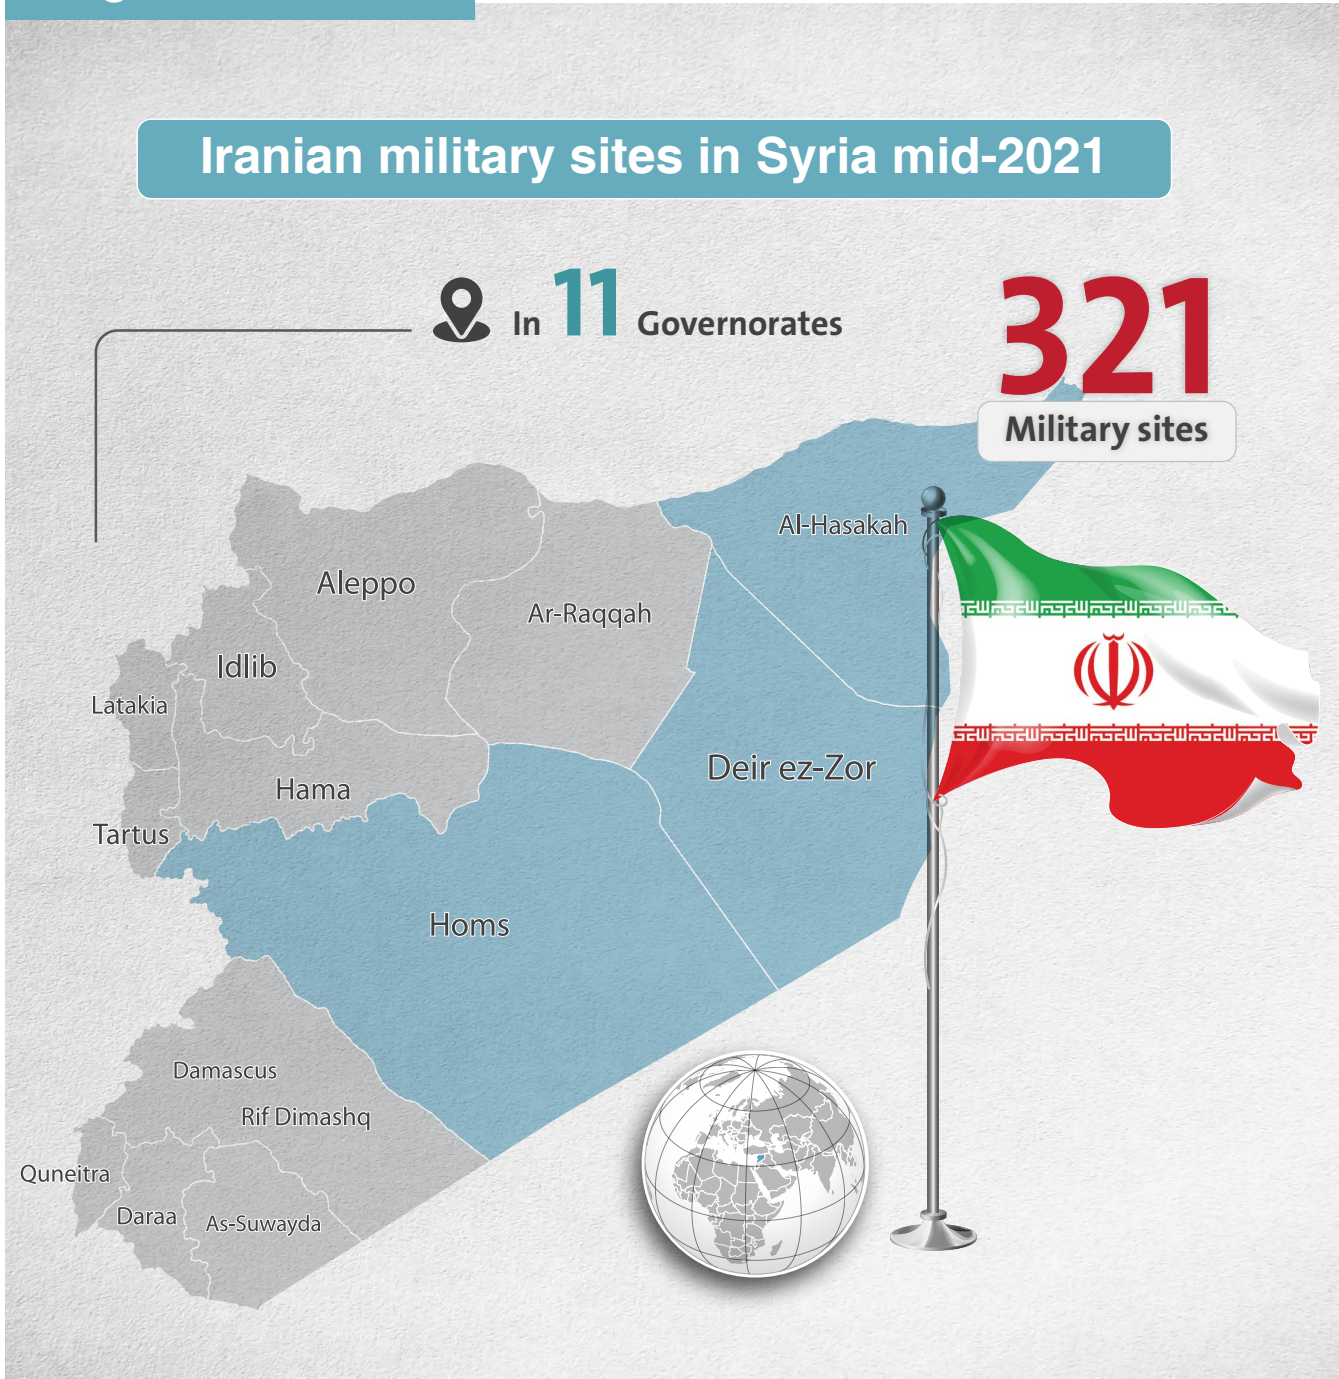 Iranian military sites in Syria mid-2021
In 11 Governorates
321
Military sites
Al-Hasakah
Aleppo
Ar-Raqqah
Idlib
Latakia
Deir ez-Zor
Hama
Tartus
Homs
Damascus
Rif Dimashq
Quneitra
Daraa
As-Suwayda